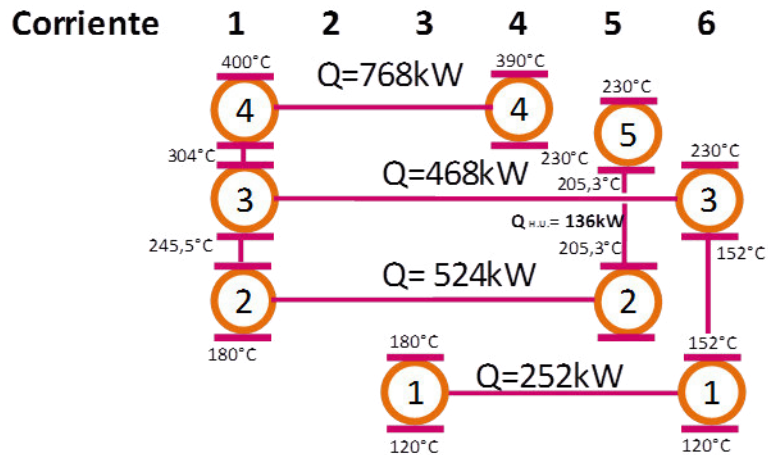 Corriente 1 2 3 4 5 6
400°C
Q=768kW
390°C
4
4
230°C
5
304°C
230°C
230°C
Q=468kW
205,3°C
3
3
Q H.U.= 136kW
245,5°C
205,3°C
152°C
Q= 524kW
2
2
180°C
180°C
152°C
Q=252kW
1
1
120°C
120°C